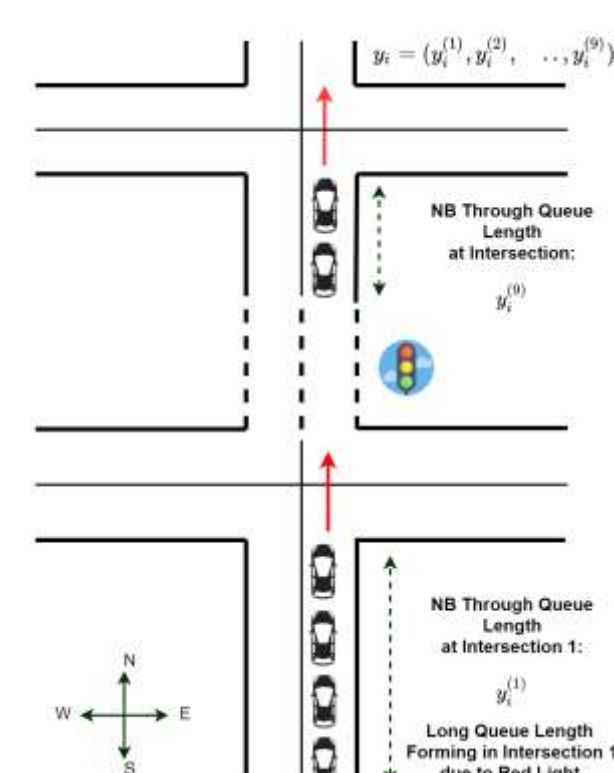 y_i = (y_i^{(1)}, y_i^{(2)}, . . , y_i^{(9)})
NB Through Queue
Length
at Intersection:
y_i^{(9)}
NB Through Queue
Length
at Intersection 1:
y_i^{(1)}
Long Queue Length
Forming in Intersection 1
due to Red Light
N
W E
S